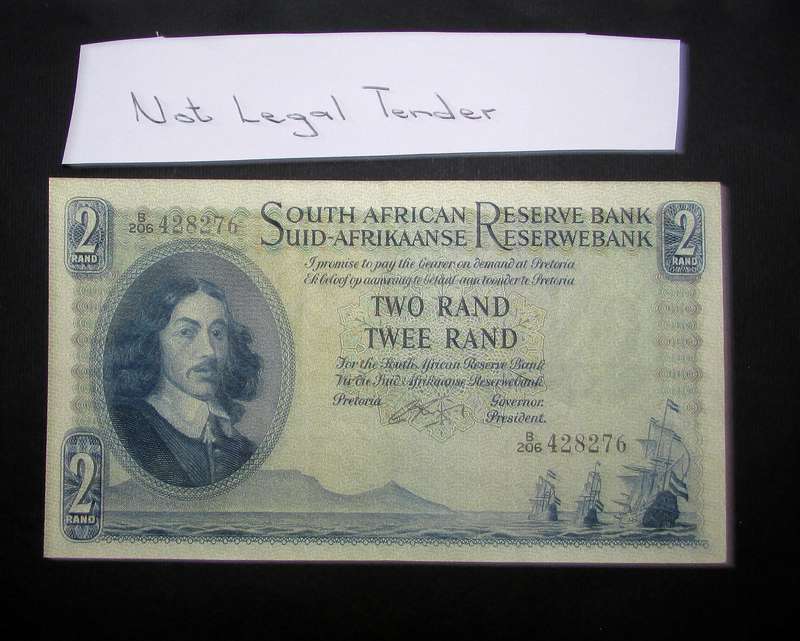 Not Legal Tender
2
RAND
B/206 428276
SOUTH AFRICAN RESERVE BANK
SUID-AFRIKAANSE RESERWEBANK
2
RAND
I promise to pay the bearer on demand at Pretoria
Ek beloof op aanvraag te betaal aan toonder te Pretoria
TWO RAND
TWEE RAND
For the South African Reserve Bank
Vir die Suid-Afrikaanse Reserwebank
Pretoria
Governor.
President.
B/206 428276
2
RAND